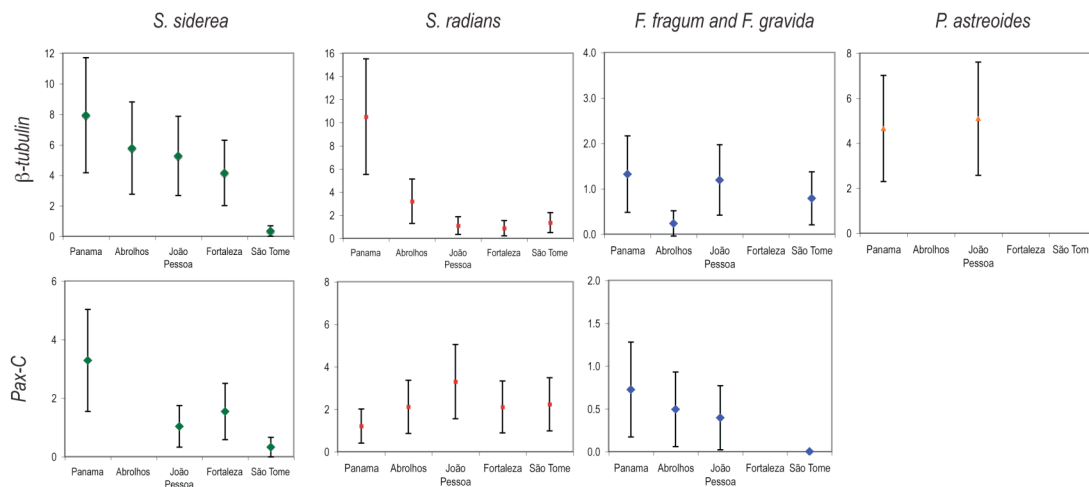 S. siderea
S. radians
F. fragum and F. gravida
P. astreoides
β-tubulin
12
10
8
6
4
2
0
Panama Abrolhos João Fortaleza São Tome
Pessoa
16
14
12
10
8
6
4
2
0
Panama Abrolhos João Fortaleza São Tome
Pessoa
4.0
3.0
2.0
1.0
0.0
Panama Abrolhos João Fortaleza São Tome
Pessoa
8
6
4
2
0
Panama Abrolhos João Fortaleza São Tome
Pessoa
Pax-C
6
4
2
0
Panama Abrolhos João Fortaleza São Tome
Pessoa
8
6
4
2
0
Panama Abrolhos João Fortaleza São Tome
Pessoa
2.0
1.5
1.0
0.5
0.0
Panama Abrolhos João Fortaleza São Tome
Pessoa